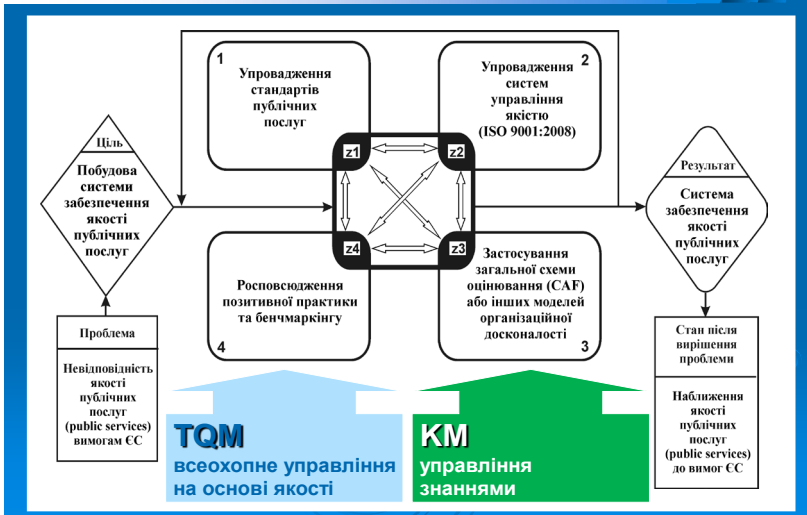 Ціль
Побудова
системи
забезпечення
якості
публічних
послуг
Проблема
Невідповідність
якості
публічних
послуг
(public services)
вимогам ЄС
1
Упровадження
стандартів
публічних
послуг
2
Упровадження
систем
управління
якістю
(ISO 9001:2008)
z1
z2
z4
z3
Росповсюдження
позитивної практики
та бенчмаркінгу
4
Застосування
загальної схеми
оцінювання (CAF)
або інших моделей
організаційної
досконалості
3
Результат
Система
забезпечення
якості
публічних
послуг
Стан після
вирішення
проблеми
Наближення
якості
публічних
послуг
(public services)
до вимог ЄС
TQM
всеохопне управління
на основі якості
KM
управління
знаннями